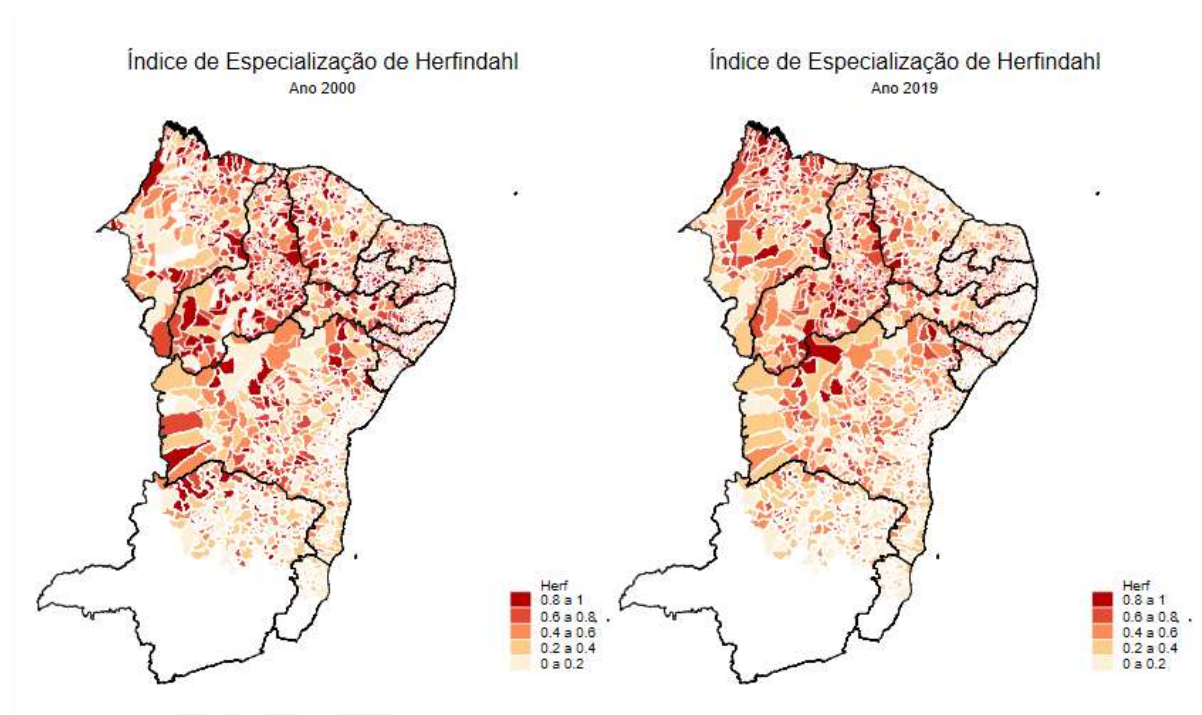 Índice de Especialização de Herfindahl
Ano 2000
Herf
0.8 a 1
0.6 a 0.8
0.4 a 0.6
0.2 a 0.4
0 a 0.2
Índice de Especialização de Herfindahl
Ano 2019
Herf
0.8 a 1
0.6 a 0.8
0.4 a 0.6
0.2 a 0.4
0 a 0.2